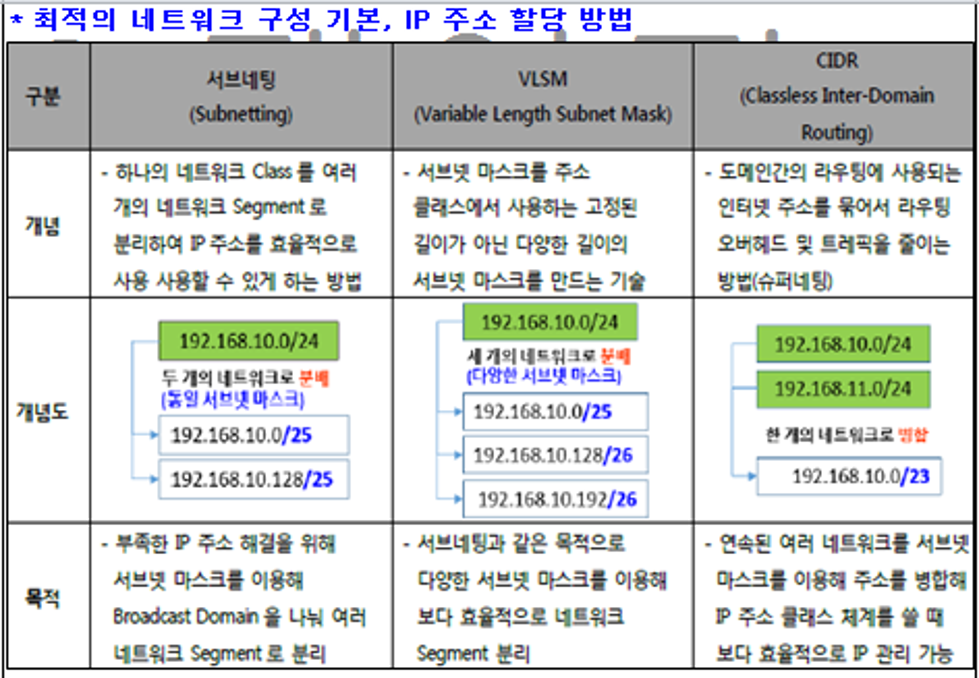 * 최적의 네트워크 구성 기본, IP 주소 할당 방법
구분
서브네팅
(Subnetting)
VLSM
(Variable Length Subnet Mask)
CIDR
(Classless Inter-Domain
Routing)
개념
- 하나의 네트워크 Class 를 여러
개의 네트워크 Segment 로
분리하여 IP 주소를 효율적으로
사용 사용할 수 있게 하는 방법
- 서브넷 마스크를 주소
클래스에서 사용하는 고정된
길이가 아닌 다양한 길이의
서브넷 마스크를 만드는 기술
- 도메인간의 라우팅에 사용되는
인터넷 주소를 묶어서 라우팅
오버헤드 및 트레픽을 줄이는
방법(슈퍼네팅)
개념도
192.168.10.0/24
두 개의 네트워크로 분배
(동일 서브넷 마스크)
192.168.10.0/25
192.168.10.128/25
192.168.10.0/24
세 개의 네트워크로 분배
(다양한 서브넷 마스크)
192.168.10.0/25
192.168.10.128/26
192.168.10.192/26
192.168.10.0/24
192.168.11.0/24
한 개의 네트워크로 병합
192.168.10.0/23
목적
- 부족한 IP 주소 해결을 위해
서브넷 마스크를 이용해
Broadcast Domain 을 나눠 여러
네트워크 Segment 로 분리
- 서브네팅과 같은 목적으로
다양한 서브넷 마스크를 이용해
보다 효율적으로 네트워크
Segment 분리
- 연속된 여러 네트워크를 서브넷
마스크를 이용해 주소를 병합해
IP 주소 클래스 체계를 쓸 때
보다 효율적으로 IP 관리 가능